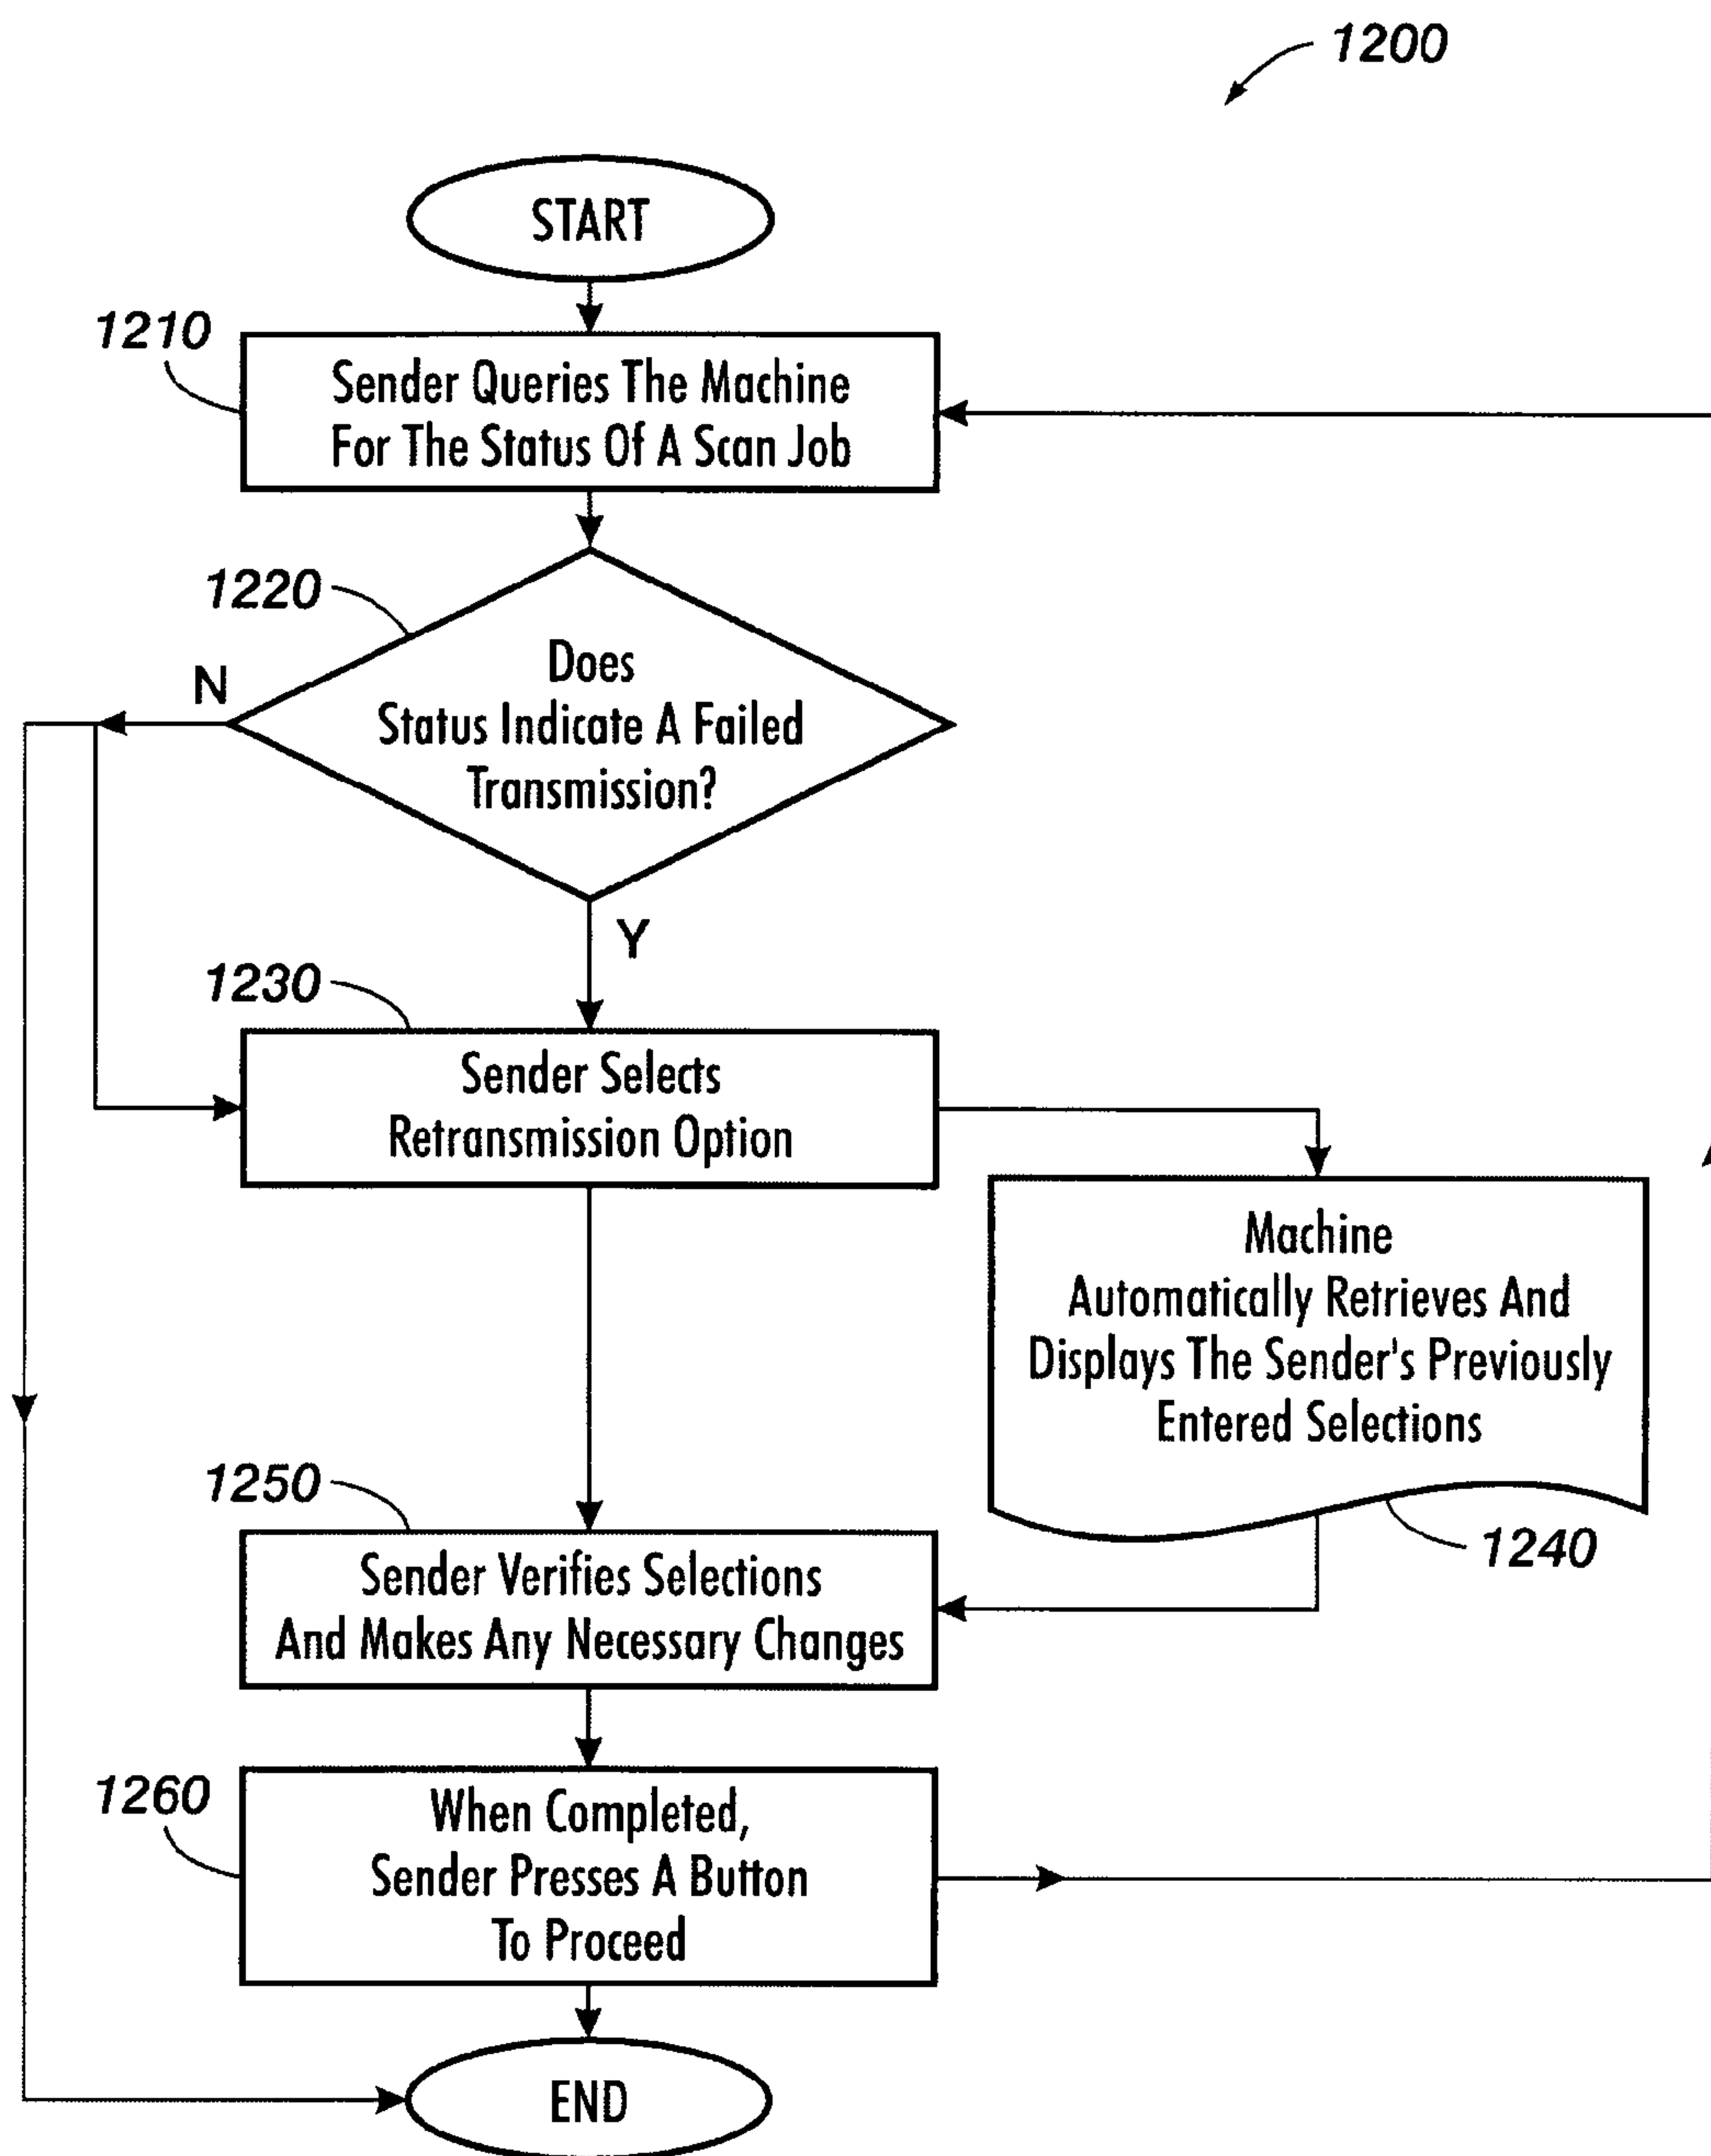 1200
START
1210
Sender Queries The Machine
For The Status Of A Scan Job
1220
Does
Status Indicate A Failed
Transmission?
N
Y
1230
Sender Selects
Retransmission Option
Machine
Automatically Retrieves And
Displays The Sender's Previously
Entered Selections
1240
1250
Sender Verifies Selections
And Makes Any Necessary Changes
1260
When Completed,
Sender Presses A Button
To Proceed
END